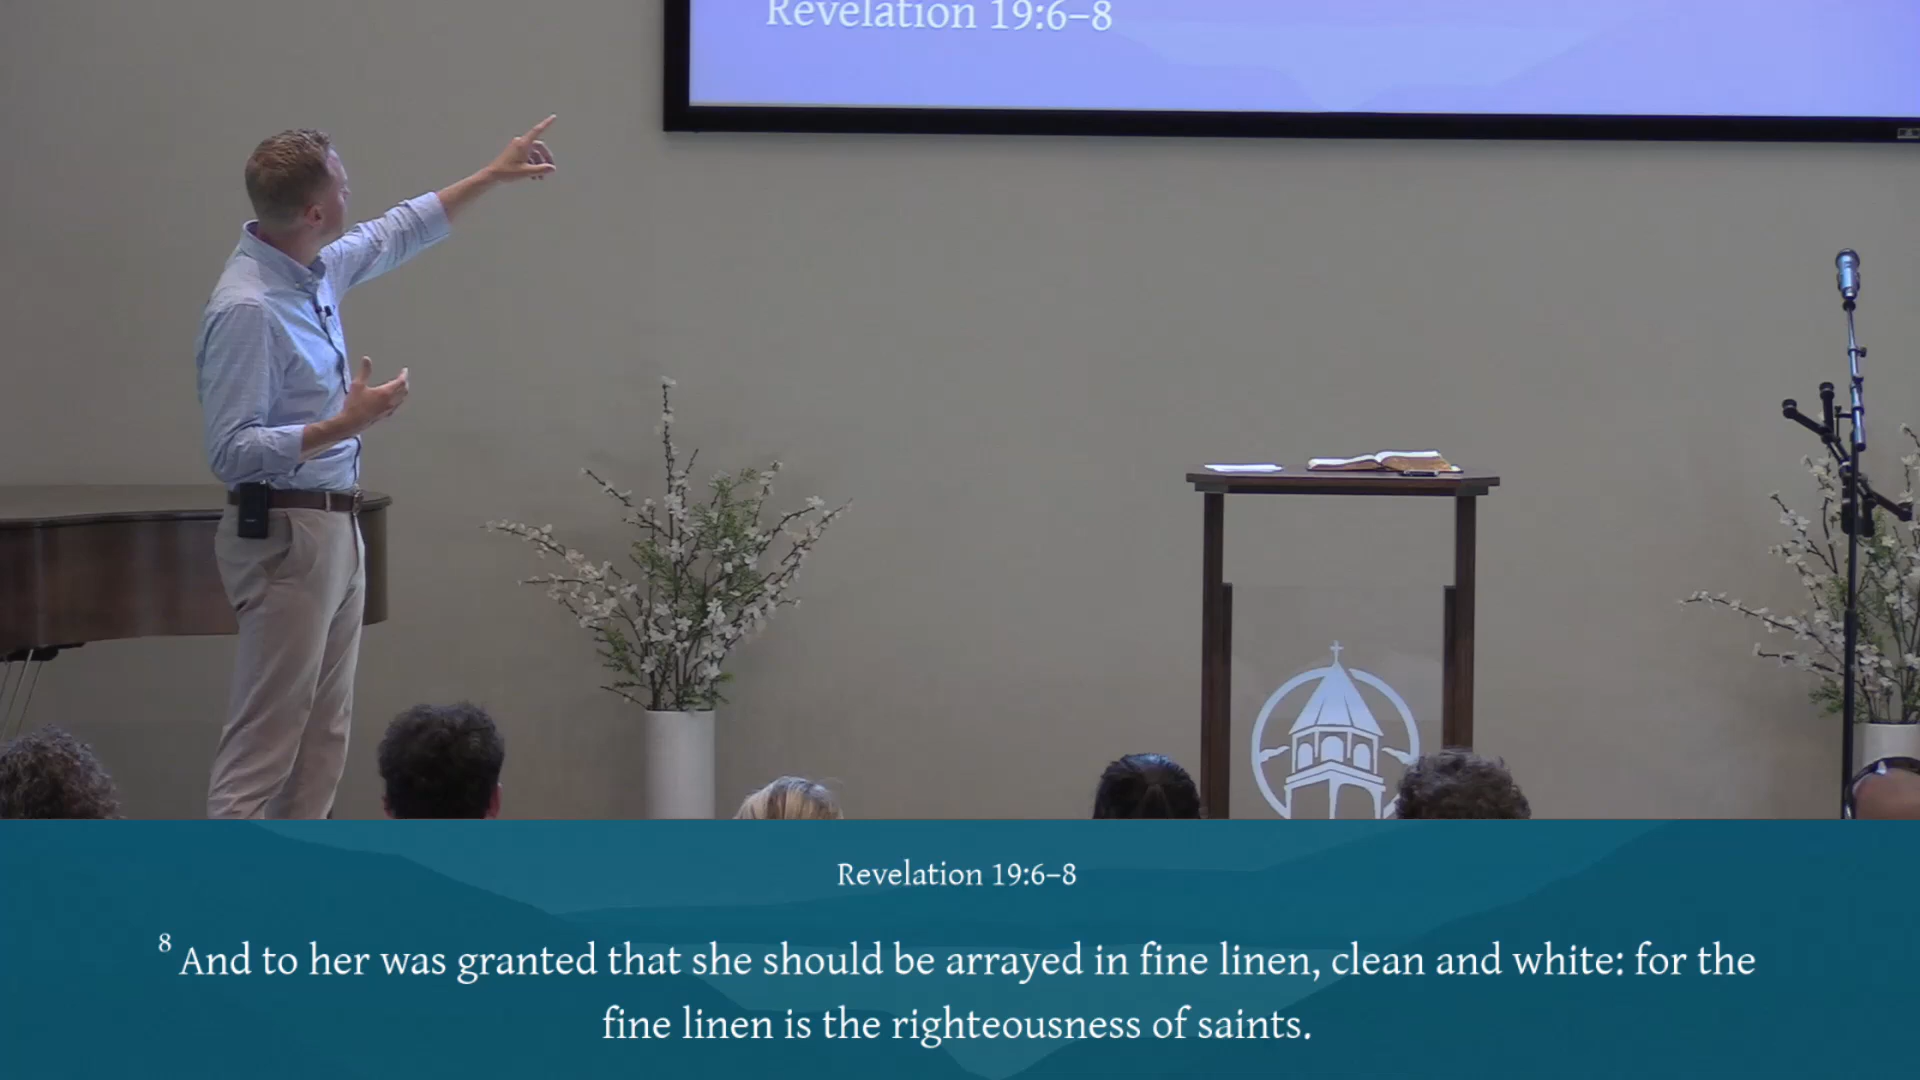 Revelation 19:6–8
Revelation 19:6–8
8 And to her was granted that she should be arrayed in fine linen, clean and white: for the
fine linen is the righteousness of saints.